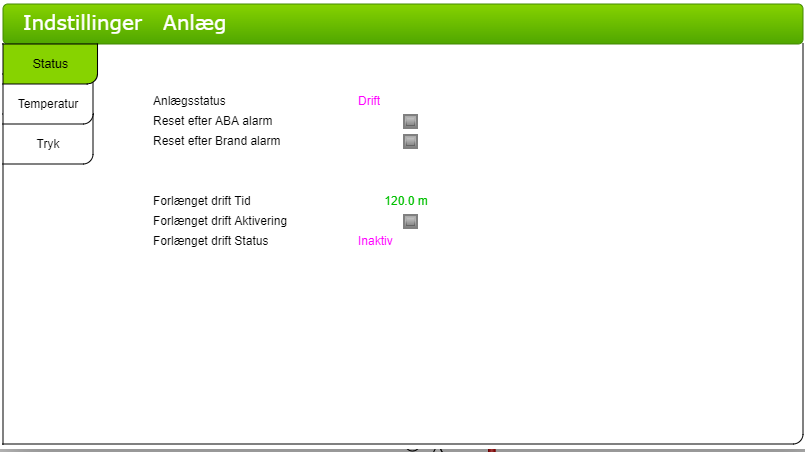 Indstillinger Anlæg
Status
Temperatur
Tryk
Anlægsstatus Drift
Reset efter ABA alarm
Reset efter Brand alarm
Forlænget drift Tid 120.0 m
Forlænget drift Aktivering
Forlænget drift Status Inaktiv